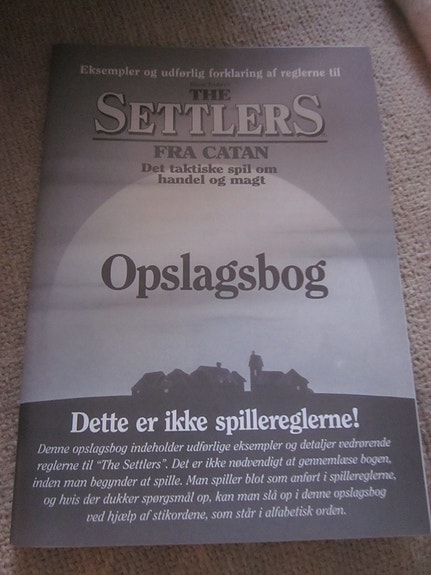 Eksempler og udførlig forklaring af reglerne til
THE
SETTLERS
FRA CATAN
Det taktiske spil om
handel og magt
Opslagsbog
Dette er ikke spillereglerne!
Denne opslagsbog indeholder udførlige eksempler og detaljer vedrørende
reglerne til "The Settlers". Det er ikke nødvendigt at gennemlæse bogen,
inden man begynder at spille. Man spiller blot som anført i spillereglerne,
og hvis der dukker spørgsmål op, kan man slå op i denne opslagsbog
ved hjælp af stikordene, som står i alfabetisk orden.